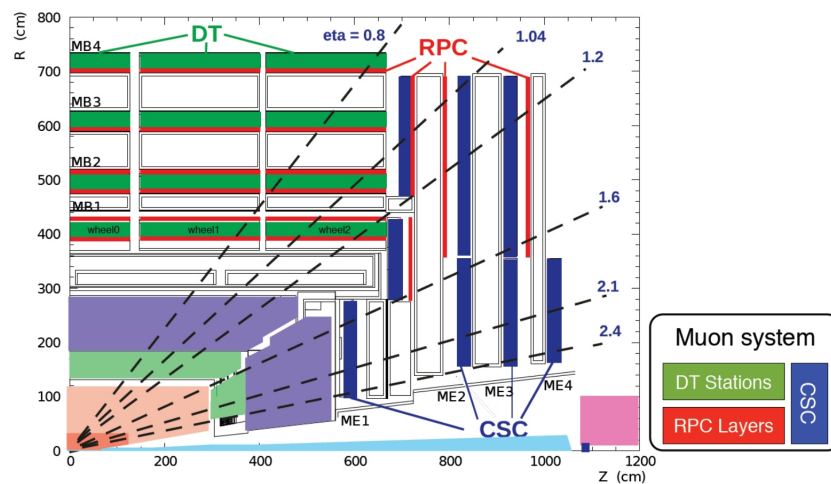 R (cm)
800
700
600
500
400
300
200
100
0
MB4
MB3
MB2
MB1
DT
eta = 0.8
RPC
1.04
1.2
1.6
2.1
2.4
wheel0
wheel1
wheel2
ME1
ME2
ME3
ME4
CSC
0
200
400
600
800
1000
1200
Z (cm)
Muon system
DT Stations
RPC Layers
CSC